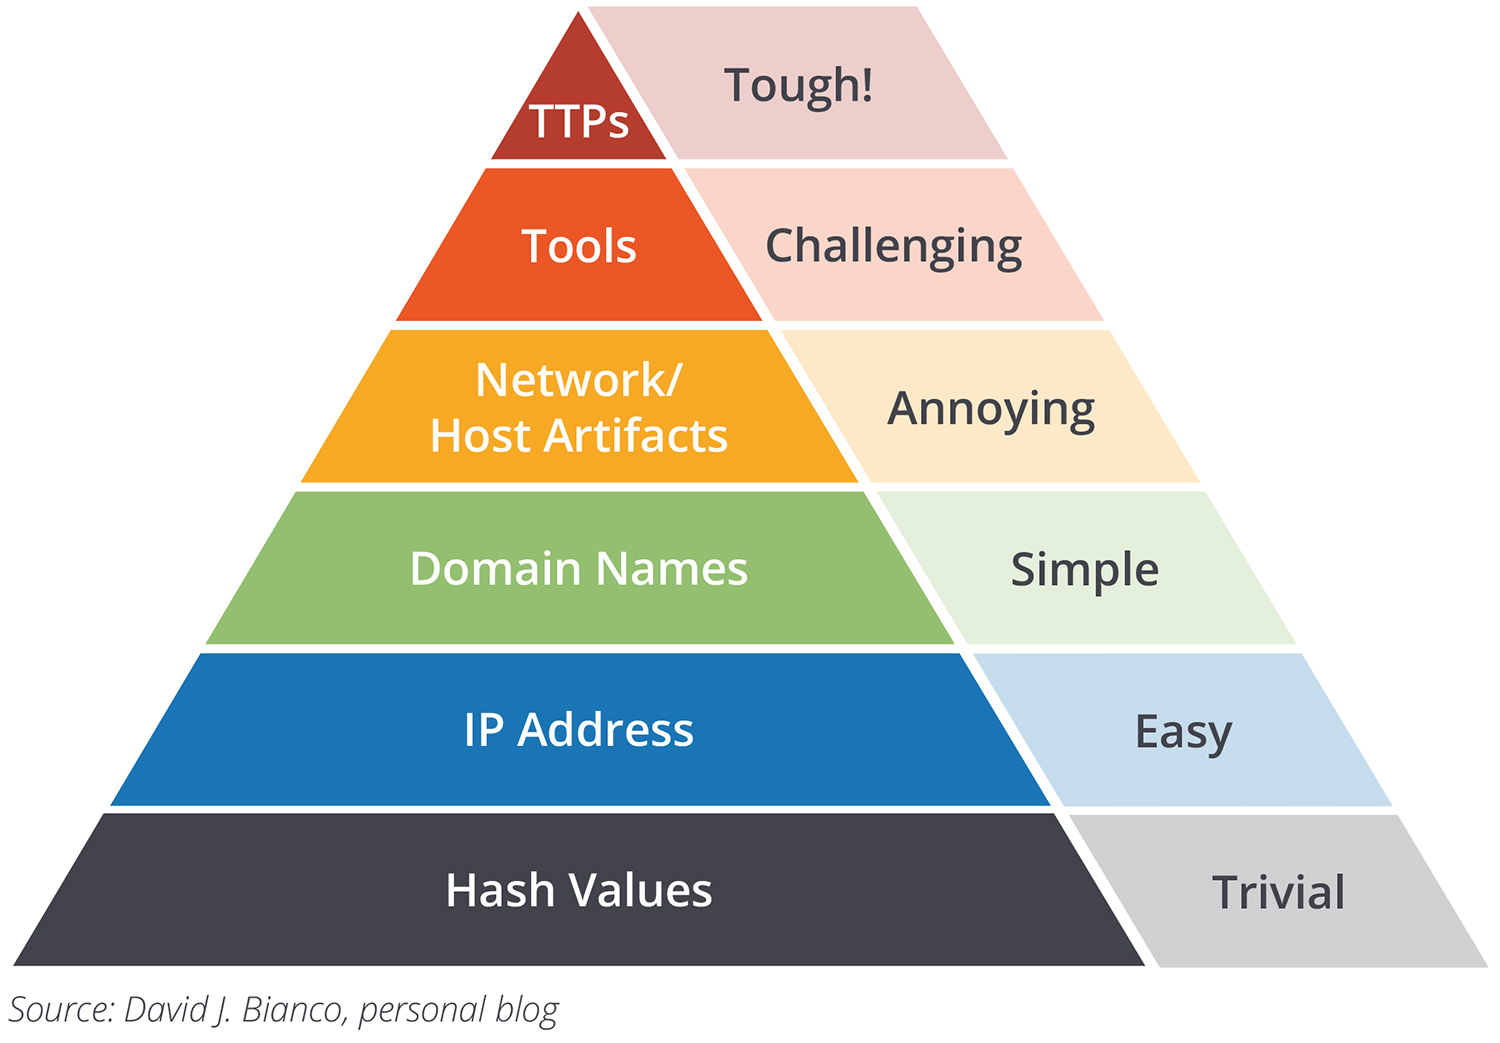 TTPs
Tough!
Tools
Challenging
Network/
Host Artifacts
Annoying
Domain Names
Simple
IP Address
Easy
Hash Values
Trivial
Source: David J. Bianco, personal blog